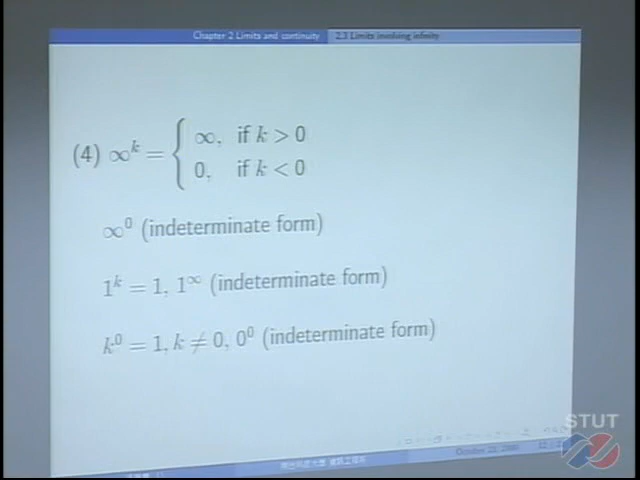 Chapter 2 Limits and continuity 2.3 Limits involving infinity
(4) ∞^k = { ∞, if k > 0
0, if k < 0
∞^0 (indeterminate form)
1^k = 1, 1^∞ (indeterminate form)
k^0 = 1, k ≠ 0, 0^0 (indeterminate form)
STUT